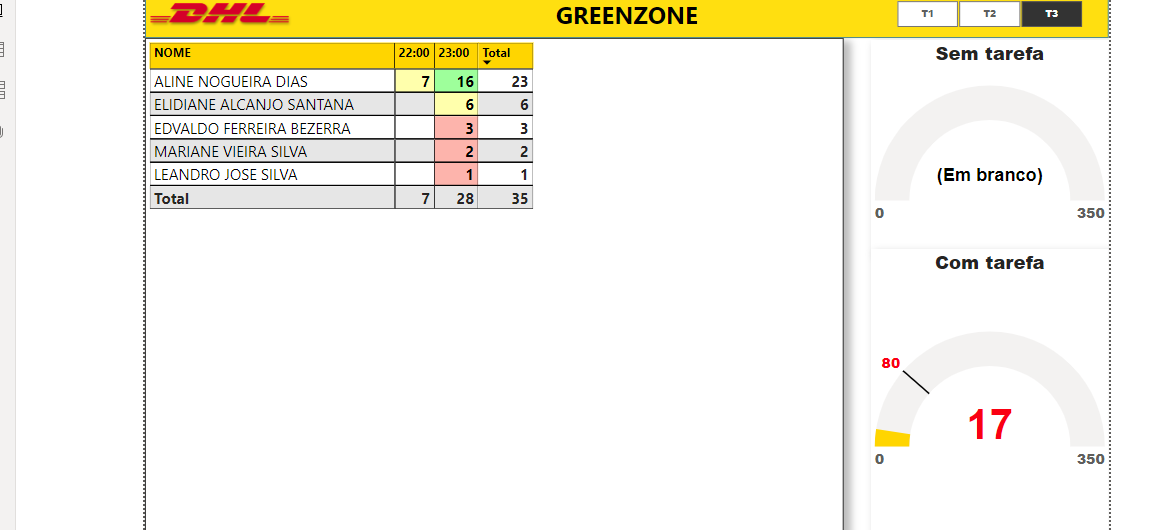 DHL
GREENZONE
T1 T2 T3
NOME 22:00 23:00 Total
ALINE NOGUEIRA DIAS 7 16 23
ELIDIANE ALCANJO SANTANA 6 6
EDVALDO FERREIRA BEZERRA 3 3
MARIANE VIEIRA SILVA 2 2
LEANDRO JOSE SILVA 1 1
Total 7 28 35
Sem tarefa
(Em branco)
0 350
Com tarefa
80
17
0 350